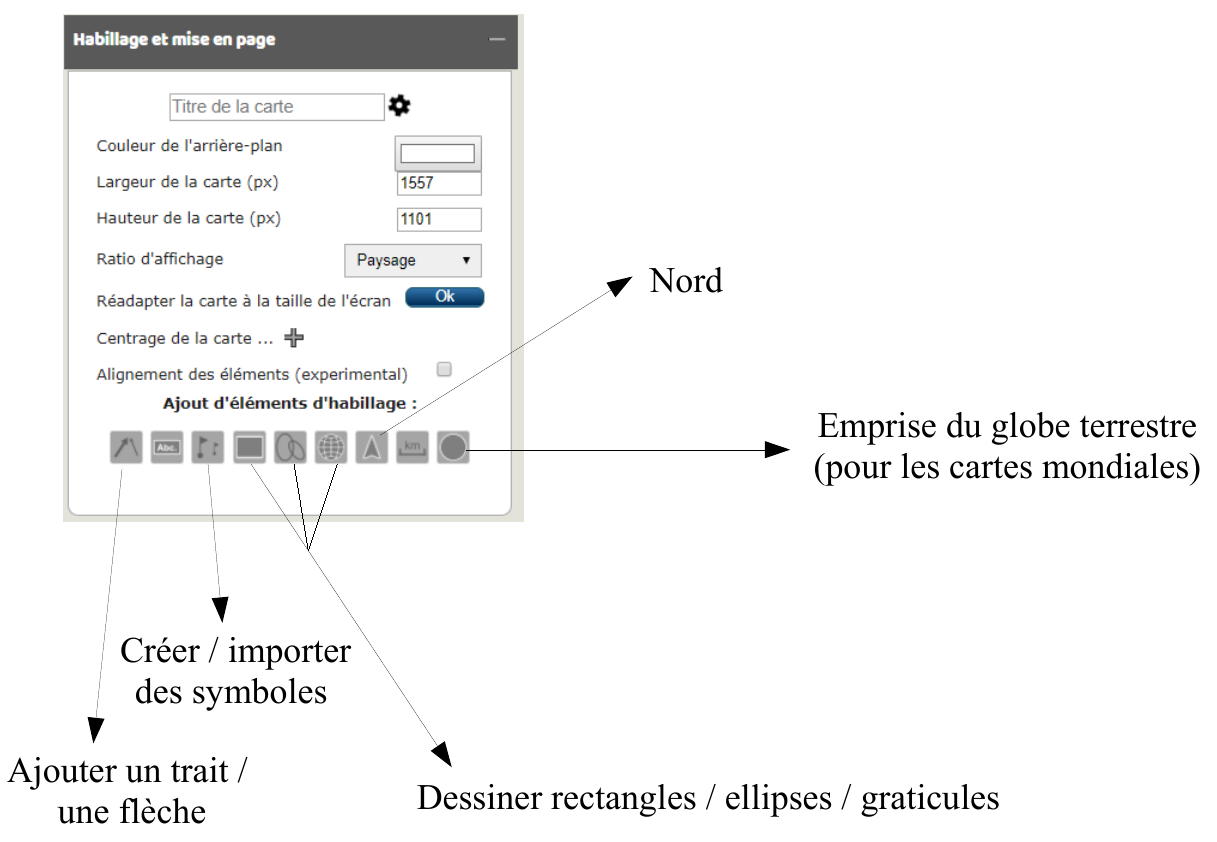 Habillage et mise en page
Titre de la carte
Couleur de l'arrière-plan
Largeur de la carte (px) 1557
Hauteur de la carte (px) 1101
Ratio d'affichage Paysage
Réadapter la carte à la taille de l'écran Ok
Centrage de la carte ...
Alignement des éléments (experimental)
Ajout d'éléments d'habillage :
Abc.
km
Nord
Emprise du globe terrestre
(pour les cartes mondiales)
Créer / importer
des symboles
Ajouter un trait /
une flèche
Dessiner rectangles / ellipses / graticules